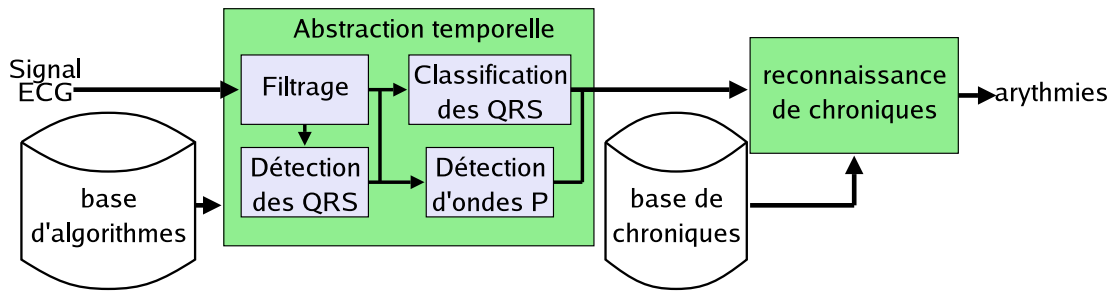 Abstraction temporelle
Signal
ECG
Filtrage
Classification
des QRS
Détection
des QRS
Détection
d'ondes P
base
d'algorithmes
base de
chroniques
reconnaissance
de chroniques
arythmies